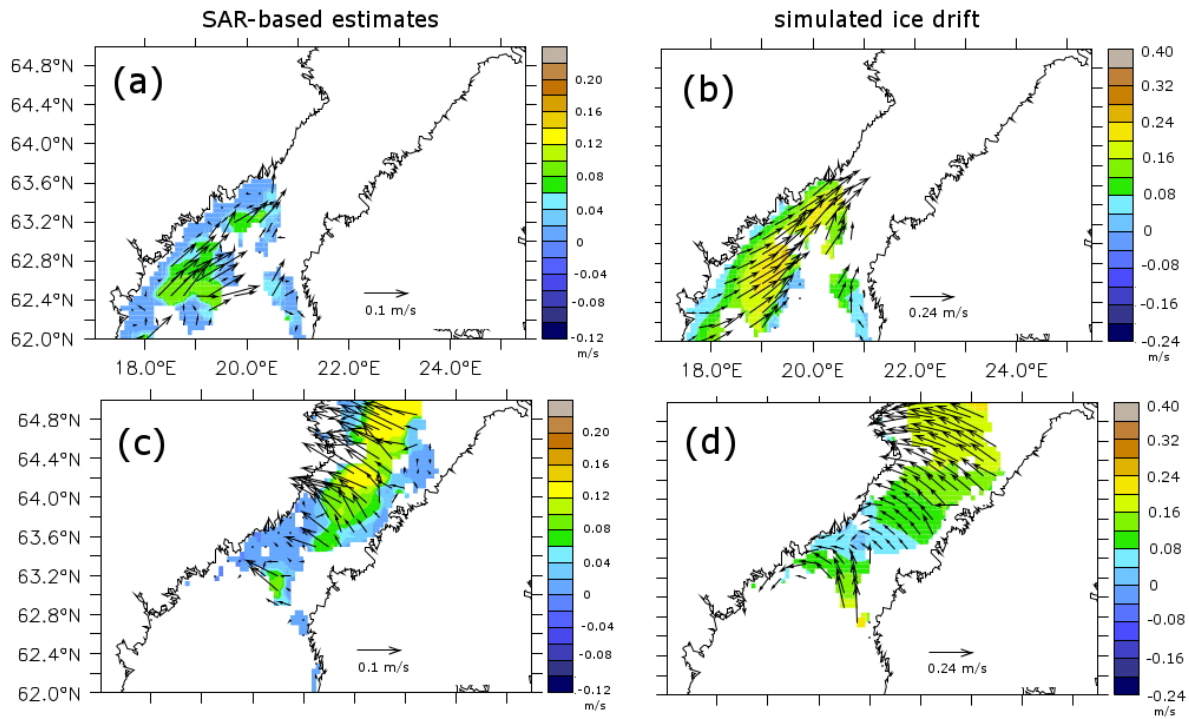 SAR-based estimates
simulated ice drift
(a)
64.8°N
64.4°N
64.0°N
63.6°N
63.2°N
62.8°N
62.4°N
62.0°N
18.0°E
20.0°E
22.0°E
24.0°E
0.1 m/s
0.20
0.16
0.12
0.08
0.04
0
-0.04
-0.08
-0.12
m/s
(b)
18.0°E
20.0°E
22.0°E
24.0°E
0.24 m/s
0.40
0.32
0.24
0.16
0.08
0
-0.08
-0.16
-0.24
m/s
(c)
64.8°N
64.4°N
64.0°N
63.6°N
63.2°N
62.8°N
62.4°N
62.0°N
0.1 m/s
0.20
0.16
0.12
0.08
0.04
0
-0.04
-0.08
-0.12
m/s
(d)
0.24 m/s
0.40
0.32
0.24
0.16
0.08
0
-0.08
-0.16
-0.24
m/s